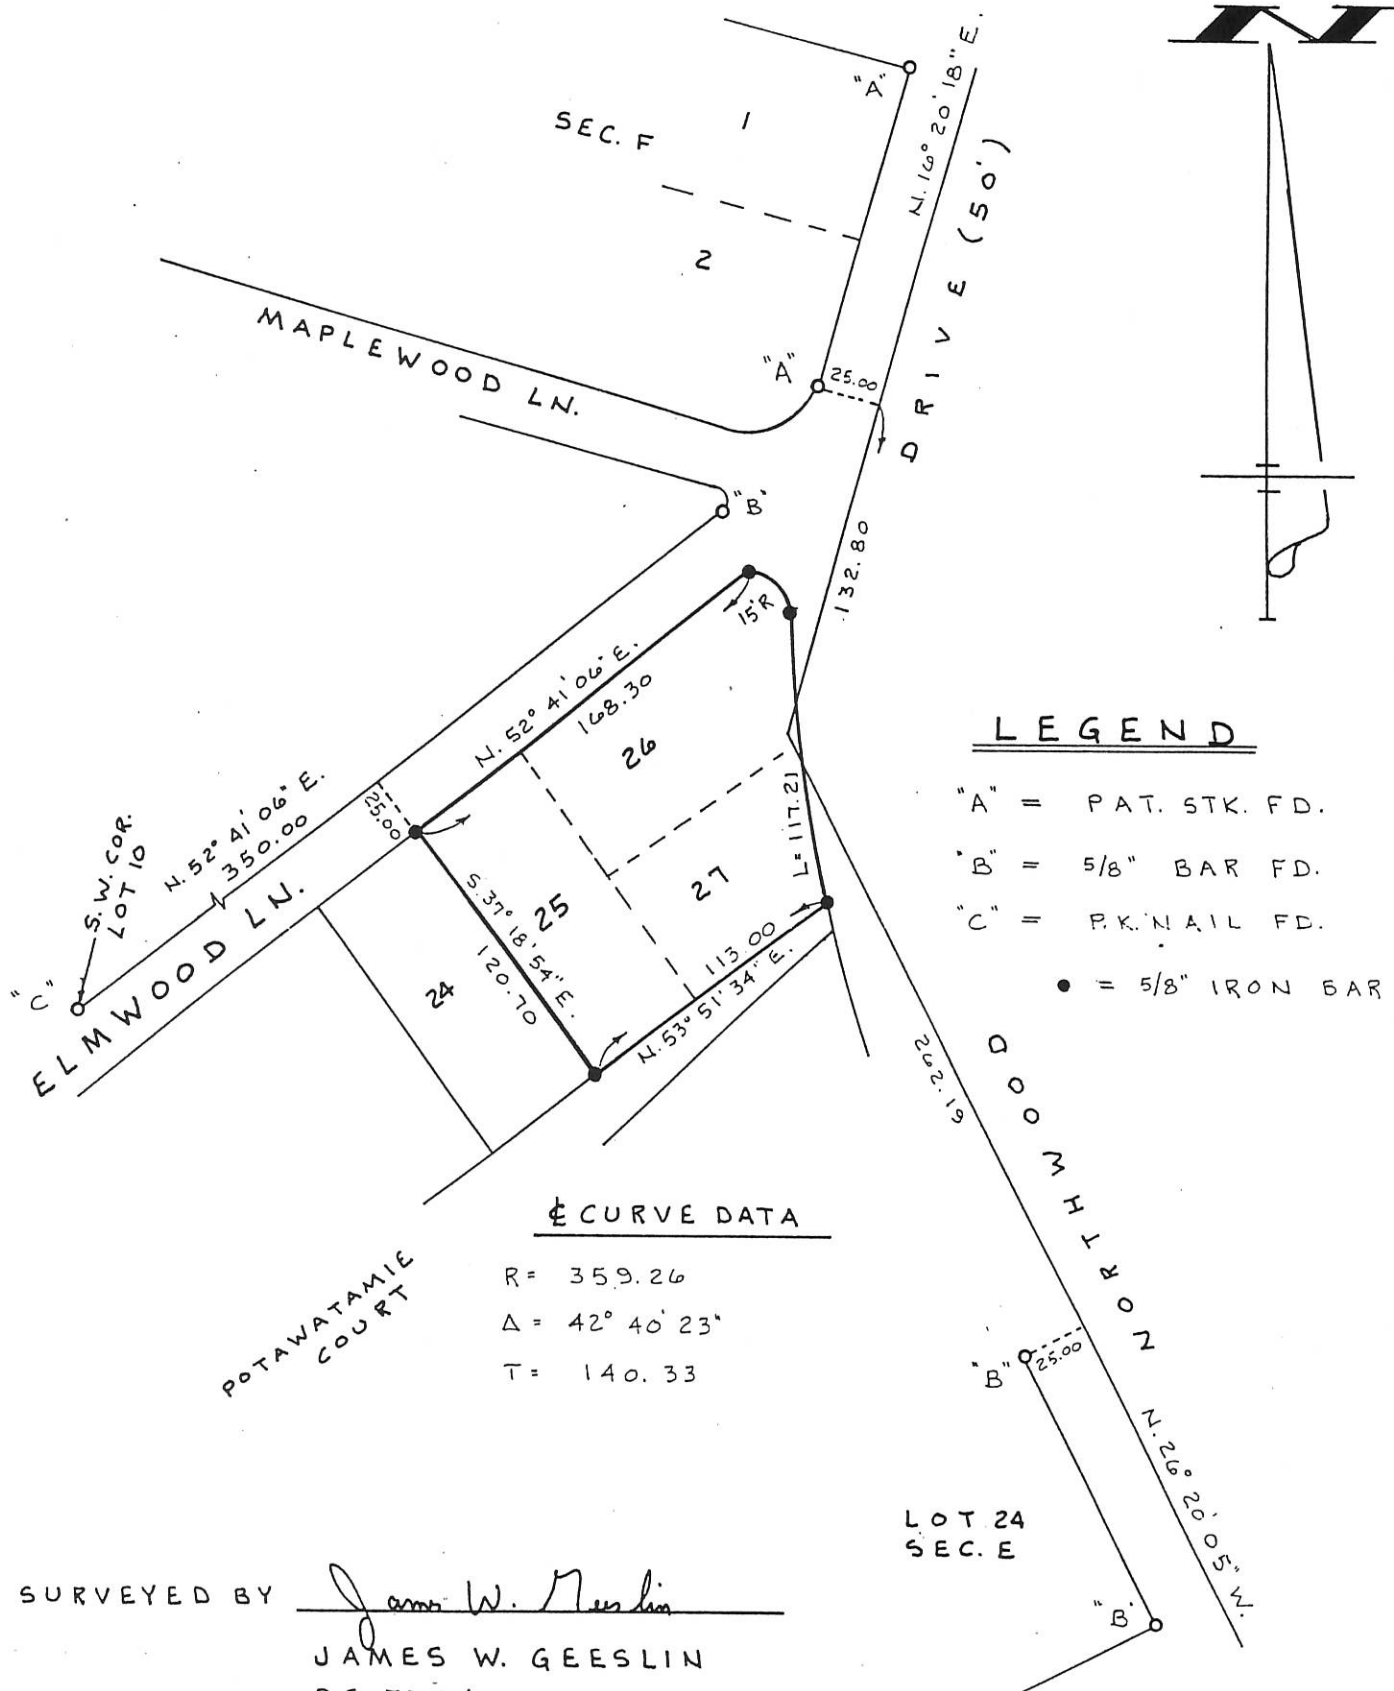 N
"A"
N. 16° 20' 18" E.
SEC. F
1
2
DRIVE (50')
MAPLEWOOD LN.
"A"
25.00
"B"
132.80
15'R
N. 52° 41' 06" E.
168.30
26
LEGEND
"A" = PAT. STK. FD.
"B" = 5/8" BAR FD.
"C" = P.K. NAIL FD.
● = 5/8" IRON BAR
N. 52° 41' 06" E.
350.00
25.00
S. W. COR.
LOT 10
"C"
ELMWOOD LN.
S. 37° 18' 54" E.
120.70
25
27
L = 117.21
24
113.00
N. 53° 51' 34" E.
262.19
NORTHWOOD
℄ CURVE DATA
R = 359.26
Δ = 42° 40' 23"
T = 140.33
POTAWATAMIE
COURT
"B"
25.00
N. 26° 20' 05" W.
LOT 24
SEC. E
"B"
SURVEYED BY James W. Geeslin
JAMES W. GEESLIN